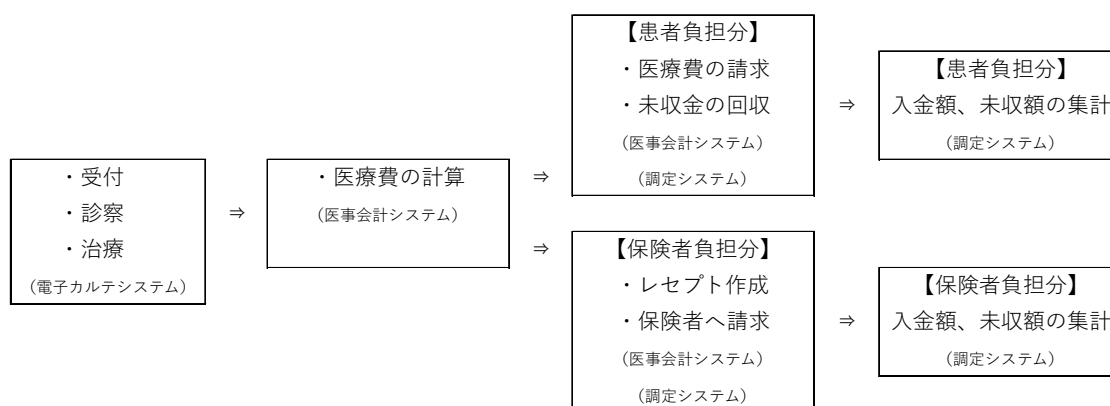 ・受付
・診察
・治療
（電子カルテシステム）
⇒
・医療費の計算
（医事会計システム）
⇒
【患者負担分】
・医療費の請求
・未収金の回収
（医事会計システム）
（調定システム）
⇒
【患者負担分】
入金額、未収額の集計
（調定システム）
⇒
【保険者負担分】
・レセプト作成
・保険者へ請求
（医事会計システム）
（調定システム）
⇒
【保険者負担分】
入金額、未収額の集計
（調定システム）